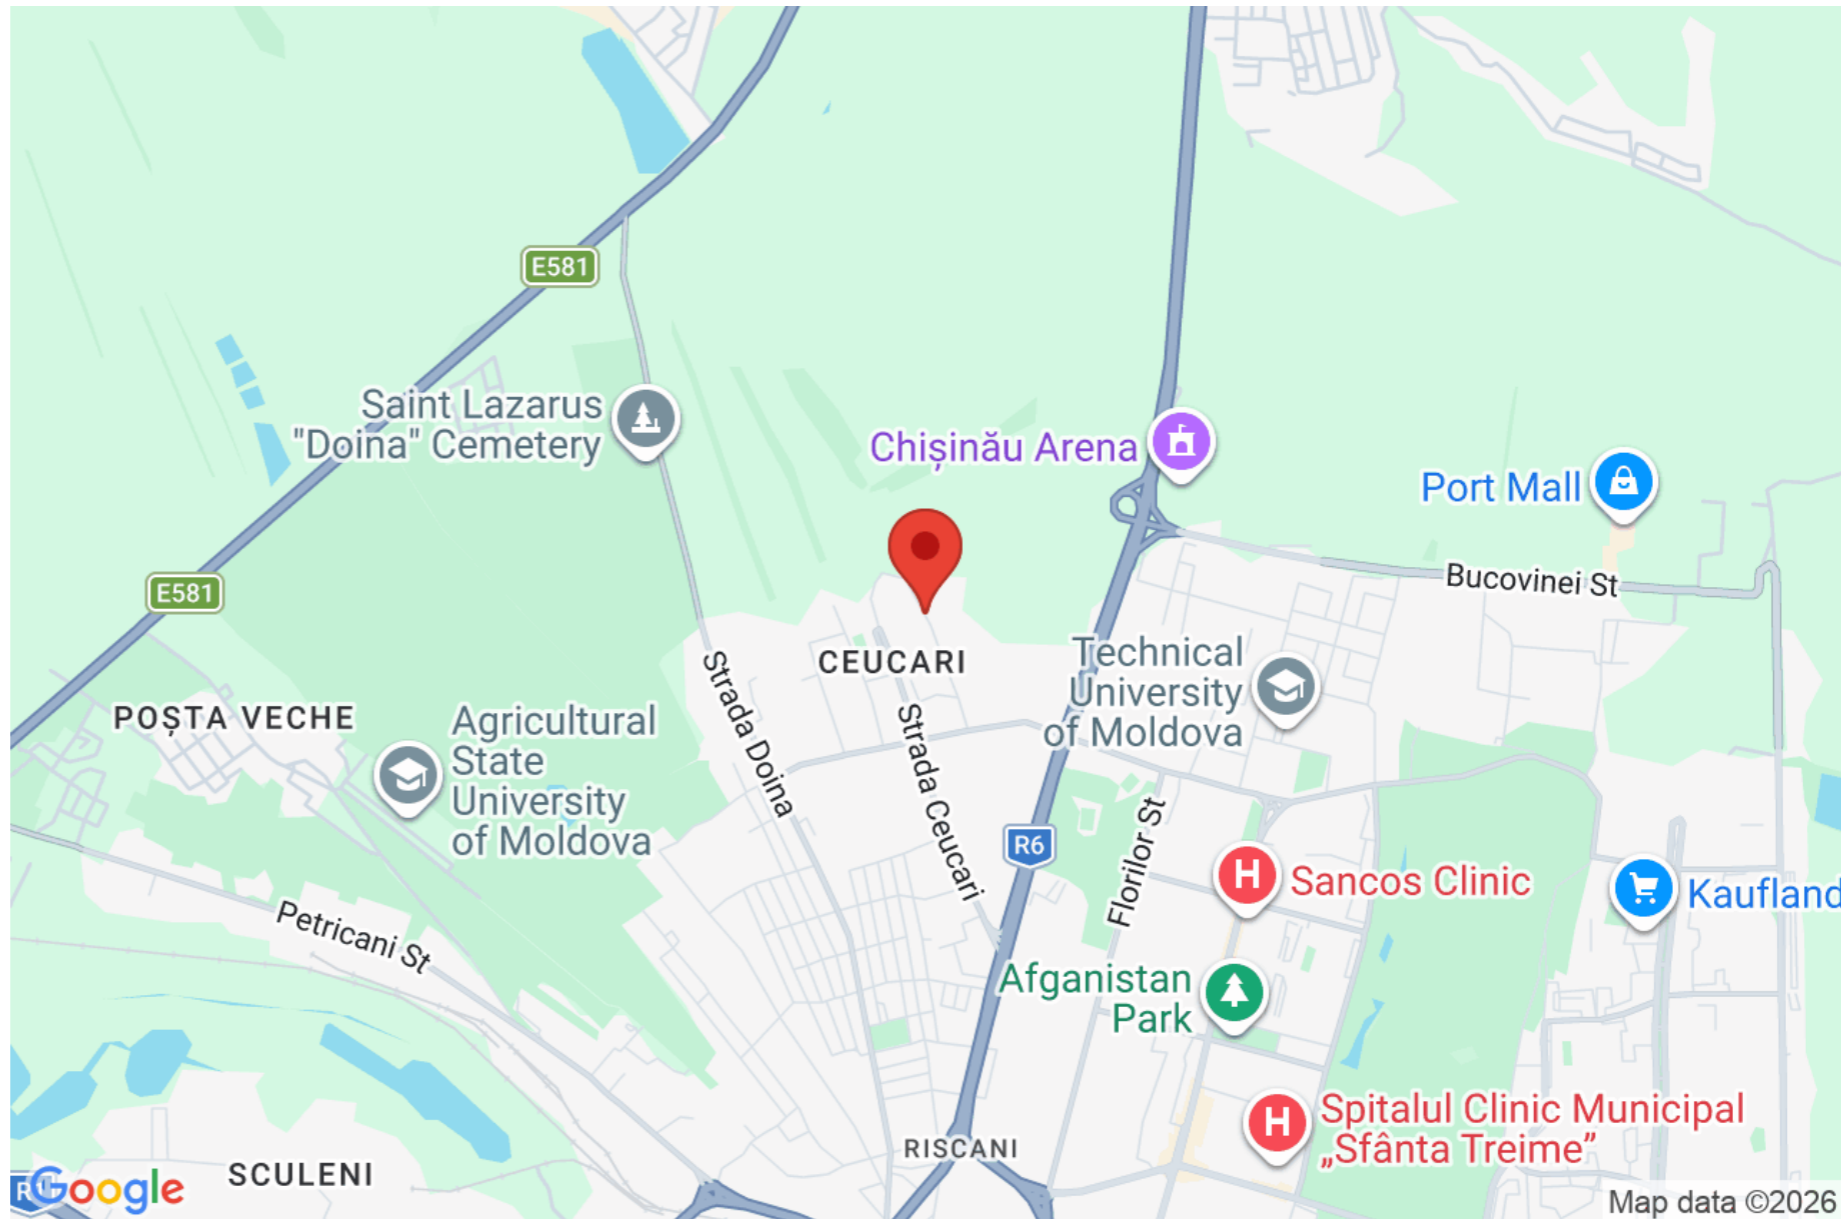 E581
Saint Lazarus
"Doina" Cemetery
Chișinău Arena
Port Mall
E581
Bucovinei St
CEUCARI
Technical
University
of Moldova
Strada Doina
POȘTA VECHE
Agricultural
State
University
of Moldova
Strada Ceucari
R6
Florilor St
H
Sancos Clinic
Kaufland
Petricani St
Afganistan
Park
H
Spitalul Clinic Municipal
„Sfânta Treime”
RISCANI
SCULENI
Google
Map data ©2026